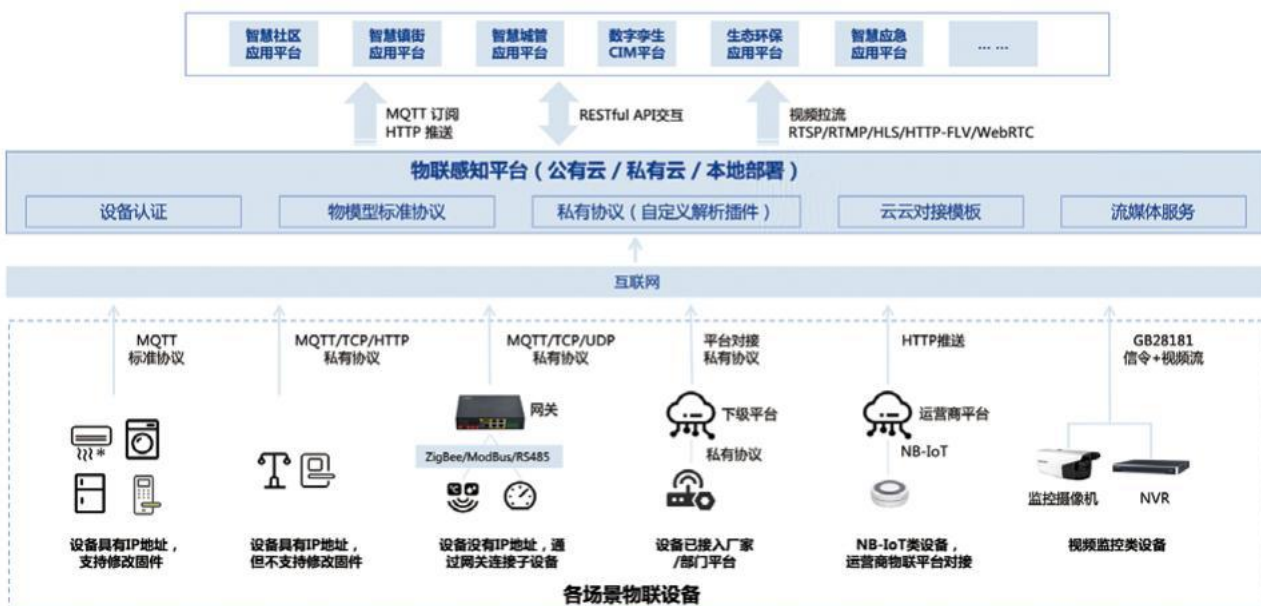 智慧社区 智慧镇街 智慧城管 数字孪生 生态环保 智慧应急
应用平台 应用平台 应用平台 CIM平台 应用平台 应用平台 ... ...
MQTT 订阅 RESTful API交互 视频拉流
HTTP 推送 RTSP/RTMP/HLS/HTTP-FLV/WebRTC
物联感知平台（公有云 / 私有云 / 本地部署）
设备认证 物模型标准协议 私有协议（自定义解析插件） 云云对接模板 流媒体服务
互联网
MQTT MQTT/TCP/HTTP MQTT/TCP/UDP 平台对接 HTTP推送 GB28181
标准协议 私有协议 私有协议 私有协议 信令+视频流
网关 下级平台 运营商平台
ZigBee/ModBus/RS485 私有协议 NB-IoT
监控摄像机 NVR
设备具有IP地址， 设备具有IP地址， 设备没有IP地址，通 设备已接入厂家 NB-IoT类设备， 视频监控类设备
支持修改固件 但不支持修改固件 过网关连接子设备 /部门平台 运营商物联平台对接
各场景物联设备